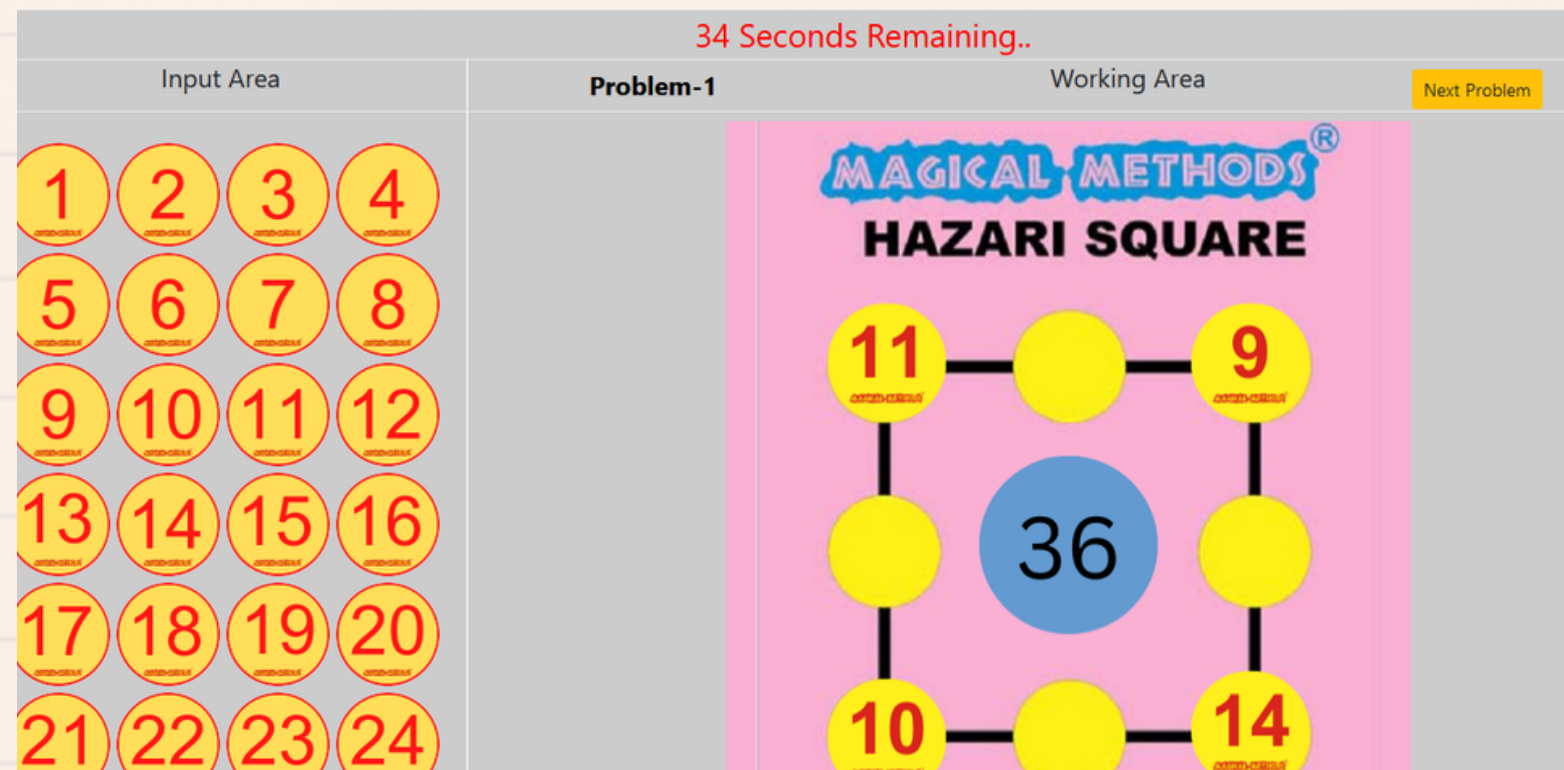 34 Seconds Remaining..
Input Area
Problem-1
Working Area
Next Problem
1 2 3 4
5 6 7 8
9 10 11 12
13 14 15 16
17 18 19 20
21 22 23 24
MAGICAL METHODS®
HAZARI SQUARE
11 9
36
10 14